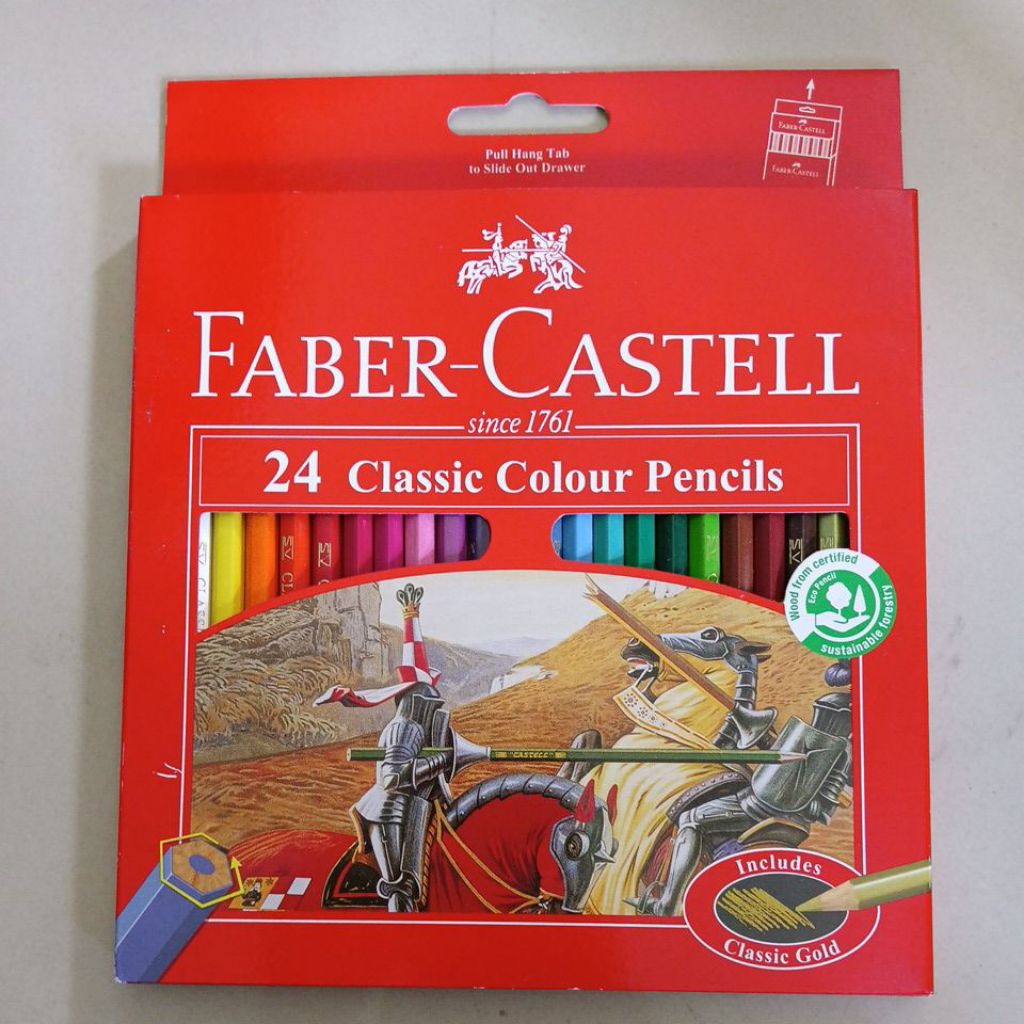 Pull Hang Tab
to Slide Out Drawer
FABER-CASTELL
FABER-CASTELL
FABER-CASTELL
since 1761
24 Classic Colour Pencils
Wood from certified
Eco Pencil
sustainable forestry
"CASTELL"
Includes
Classic Gold